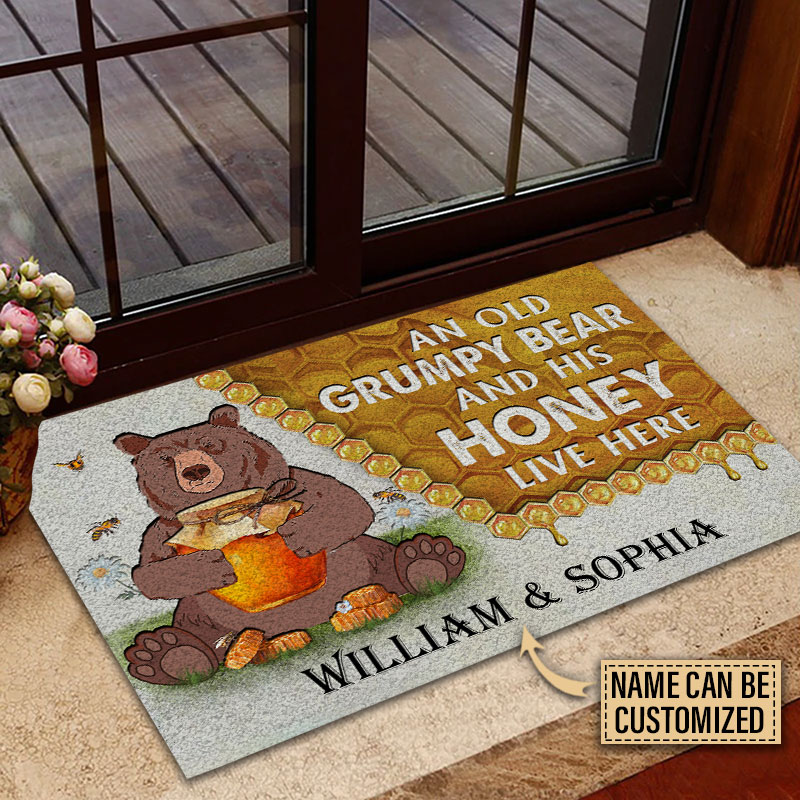 AN OLD
GRUMPY BEAR
AND HIS
HONEY
LIVE HERE
WILLIAM & SOPHIA
NAME CAN BE
CUSTOMIZED